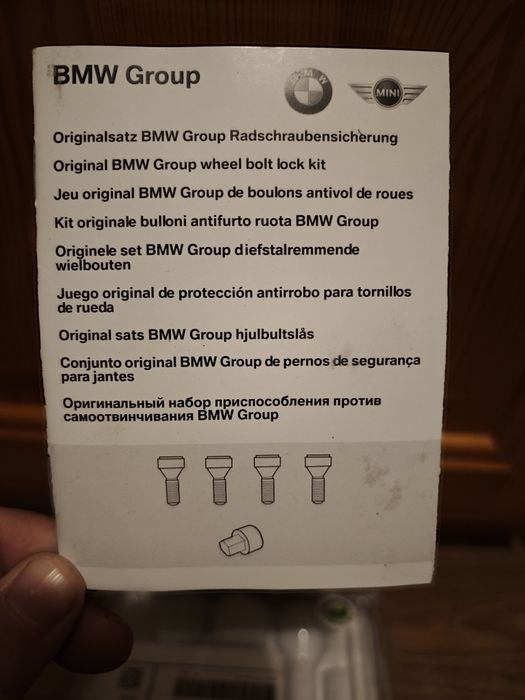 BMW Group
BMW
MINI
Originalsatz BMW Group Radschraubensicherung
Original BMW Group wheel bolt lock kit
Jeu original BMW Group de boulons antivol de roues
Kit originale bulloni antifurto ruota BMW Group
Originele set BMW Group diefstalremmende
wielbouten
Juego original de protección antirrobo para tornillos
de rueda
Original sats BMW Group hjulbultslås
Conjunto original BMW Group de pernos de segurança
para jantes
Оригинальный набор приспособления против
самоотвинчивания BMW Group